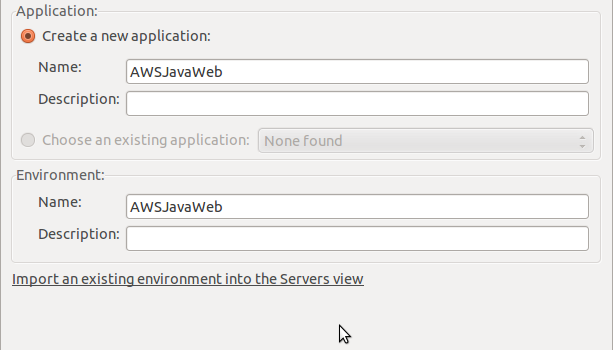 Application:
Create a new application:
Name: AWSJavaWeb
Description:
Choose an existing application: None found
Environment:
Name: AWSJavaWeb
Description:
Import an existing environment into the Servers view